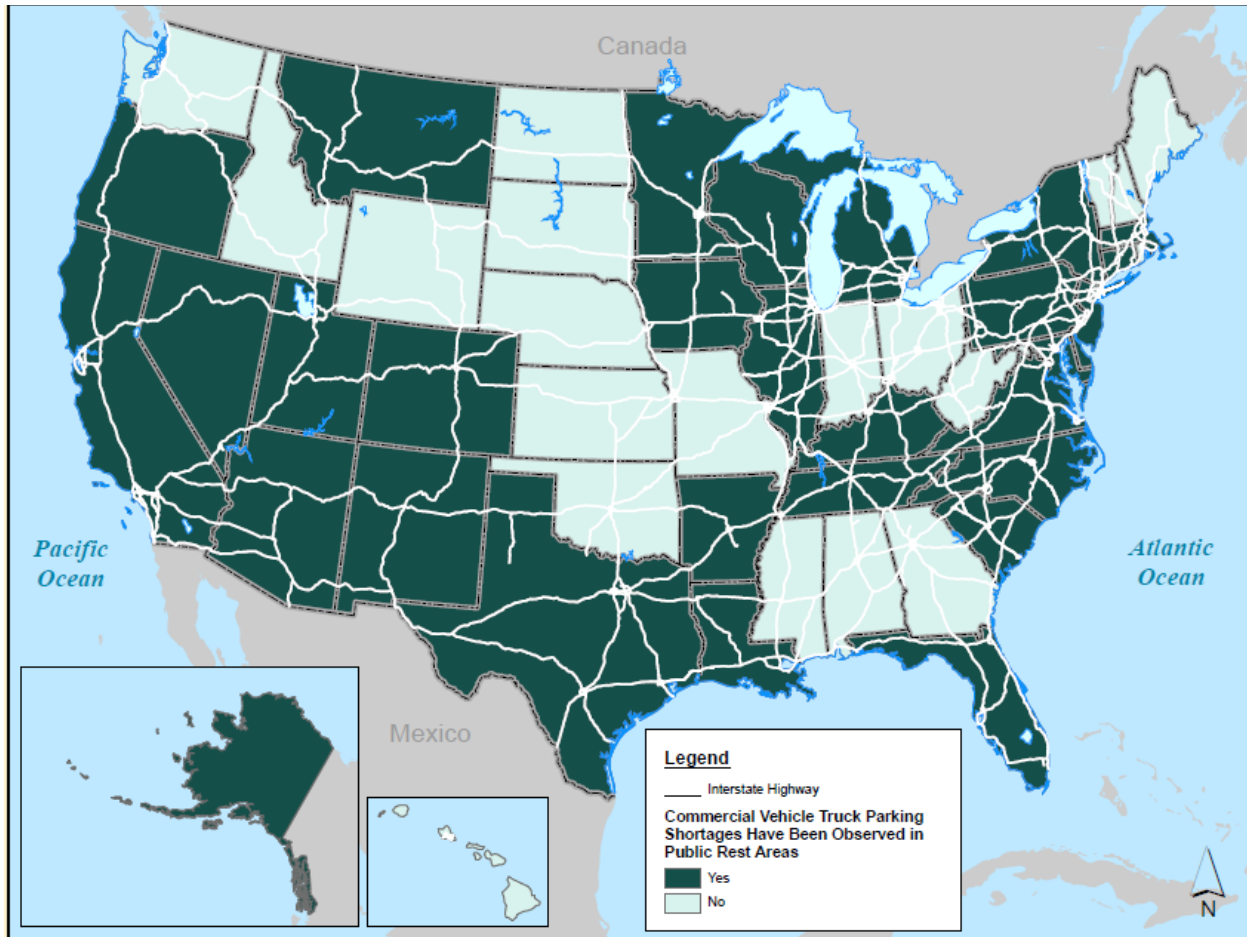 Canada
Pacific
Ocean
Atlantic
Ocean
Mexico
Legend
Interstate Highway
Commercial Vehicle Truck Parking
Shortages Have Been Observed in
Public Rest Areas
Yes
No
N